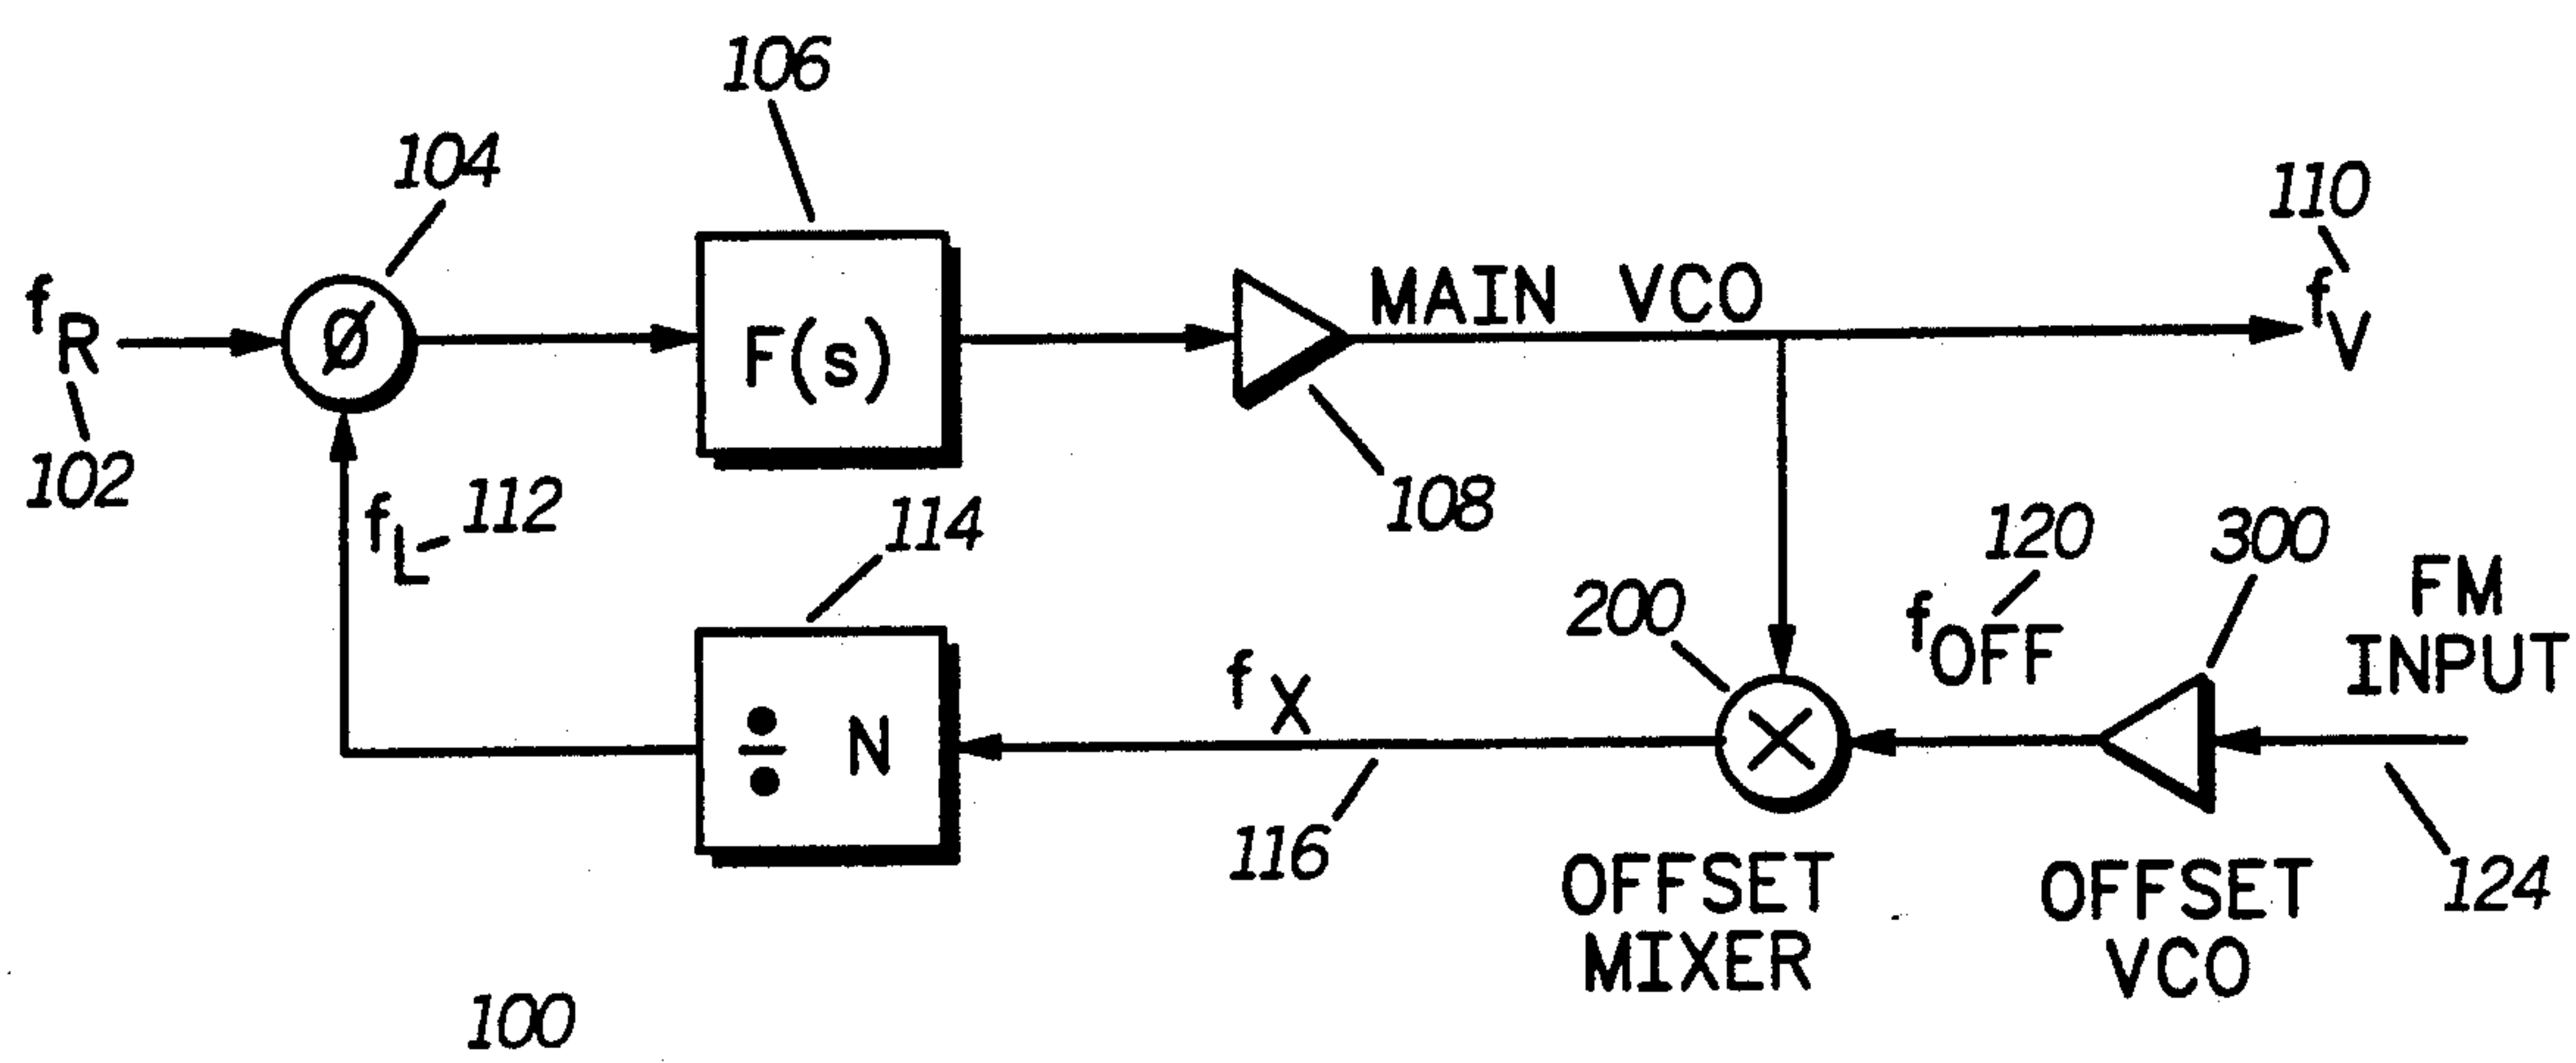 106
104
110
fR
Ø
F(s)
MAIN VCO
fV
102
fL 112
114
108
120
300
200
fOFF
FM
INPUT
÷ N
fX
116
OFFSET
MIXER
OFFSET
VCO
124
100